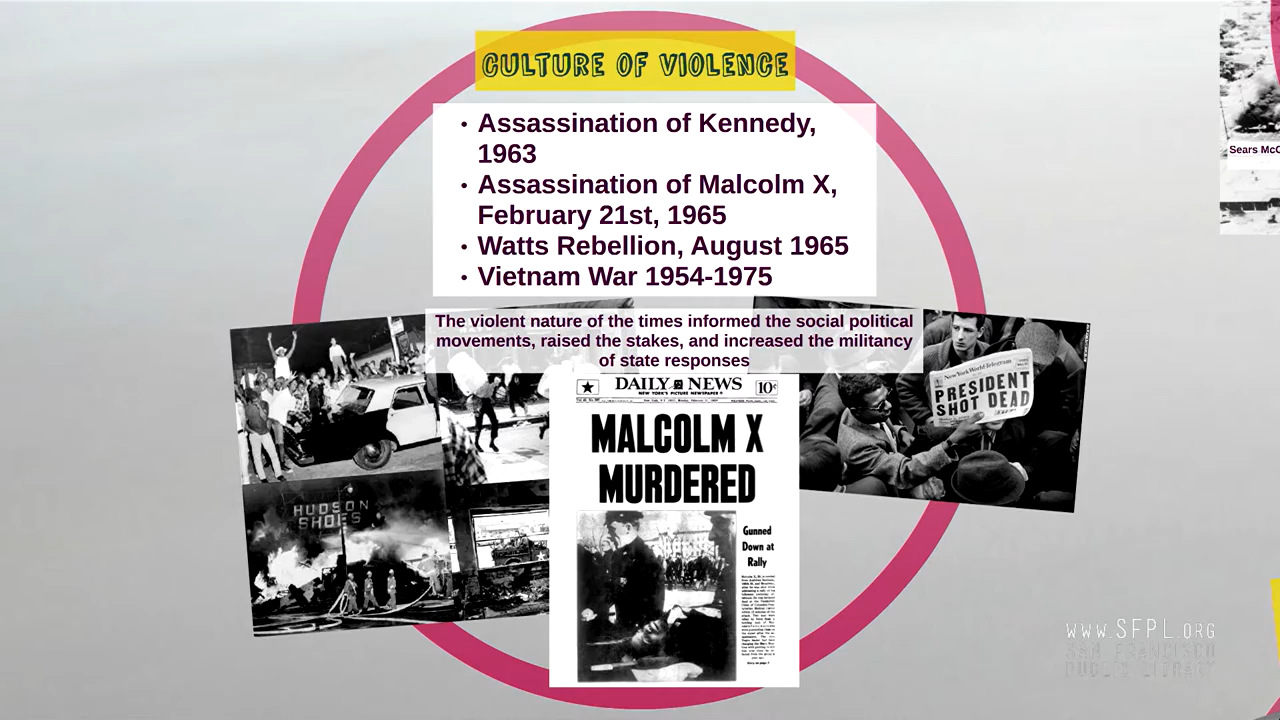 CULTURE OF VIOLENCE
• Assassination of Kennedy,
1963
• Assassination of Malcolm X,
February 21st, 1965
• Watts Rebellion, August 1965
• Vietnam War 1954-1975
The violent nature of the times informed the social political
movements, raised the stakes, and increased the militancy
of state responses
Sears McC
DAILY NEWS 10¢
NEW YORK'S PICTURE NEWSPAPER
MALCOLM X
MURDERED
Gunned
Down at
Rally
New York World-Telegram
PRESIDENT
SHOT DEAD
HUDSON
SHOES
www.SFPL.org
SAN FRANCISCO
PUBLIC LIBRARY